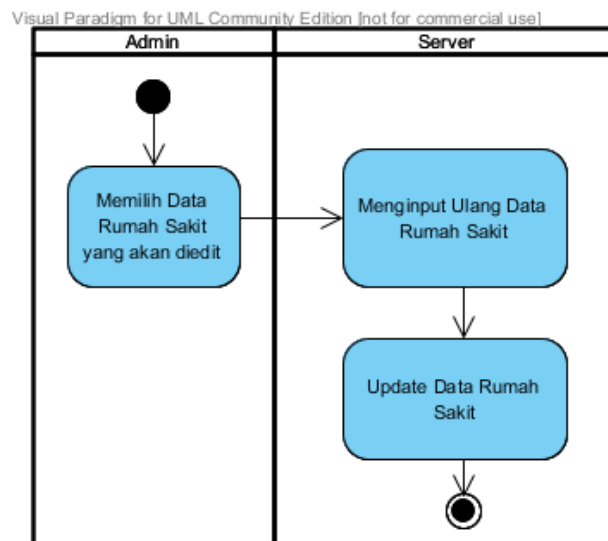 Visual Paradigm for UML Community Edition [not for commercial use]
Admin
Server
Memilih Data
Rumah Sakit
yang akan diedit
Menginput Ulang Data
Rumah Sakit
Update Data Rumah
Sakit